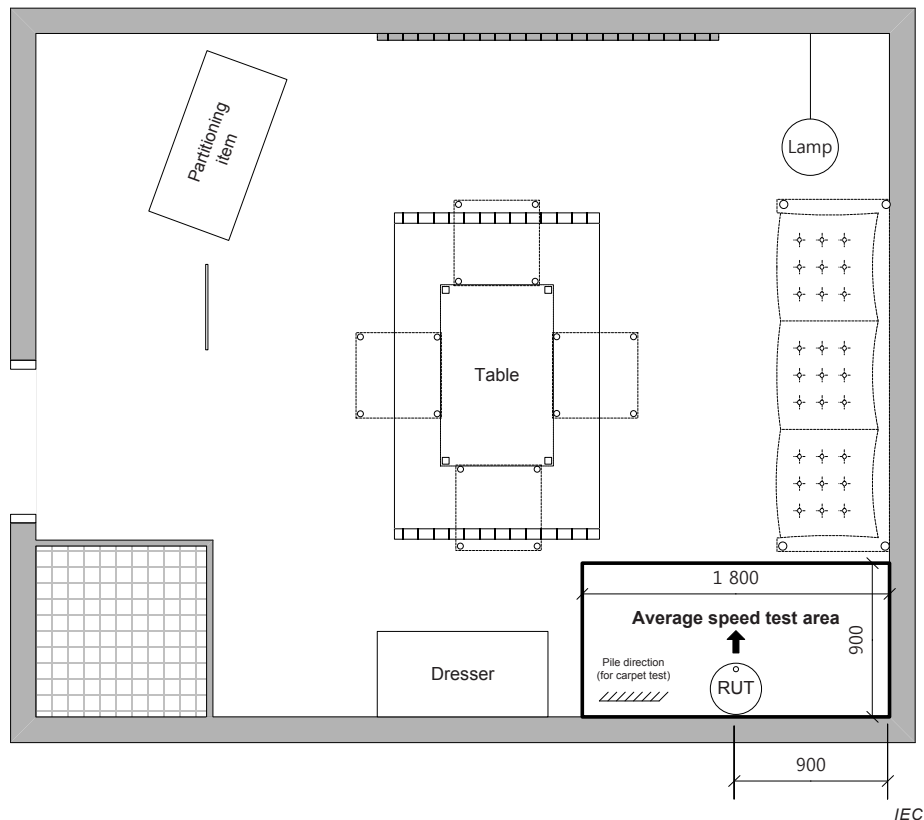 Partitioning
item
Lamp
Table
1 800
Average speed test area
900
Pile direction
(for carpet test)
RUT
Dresser
900
IEC